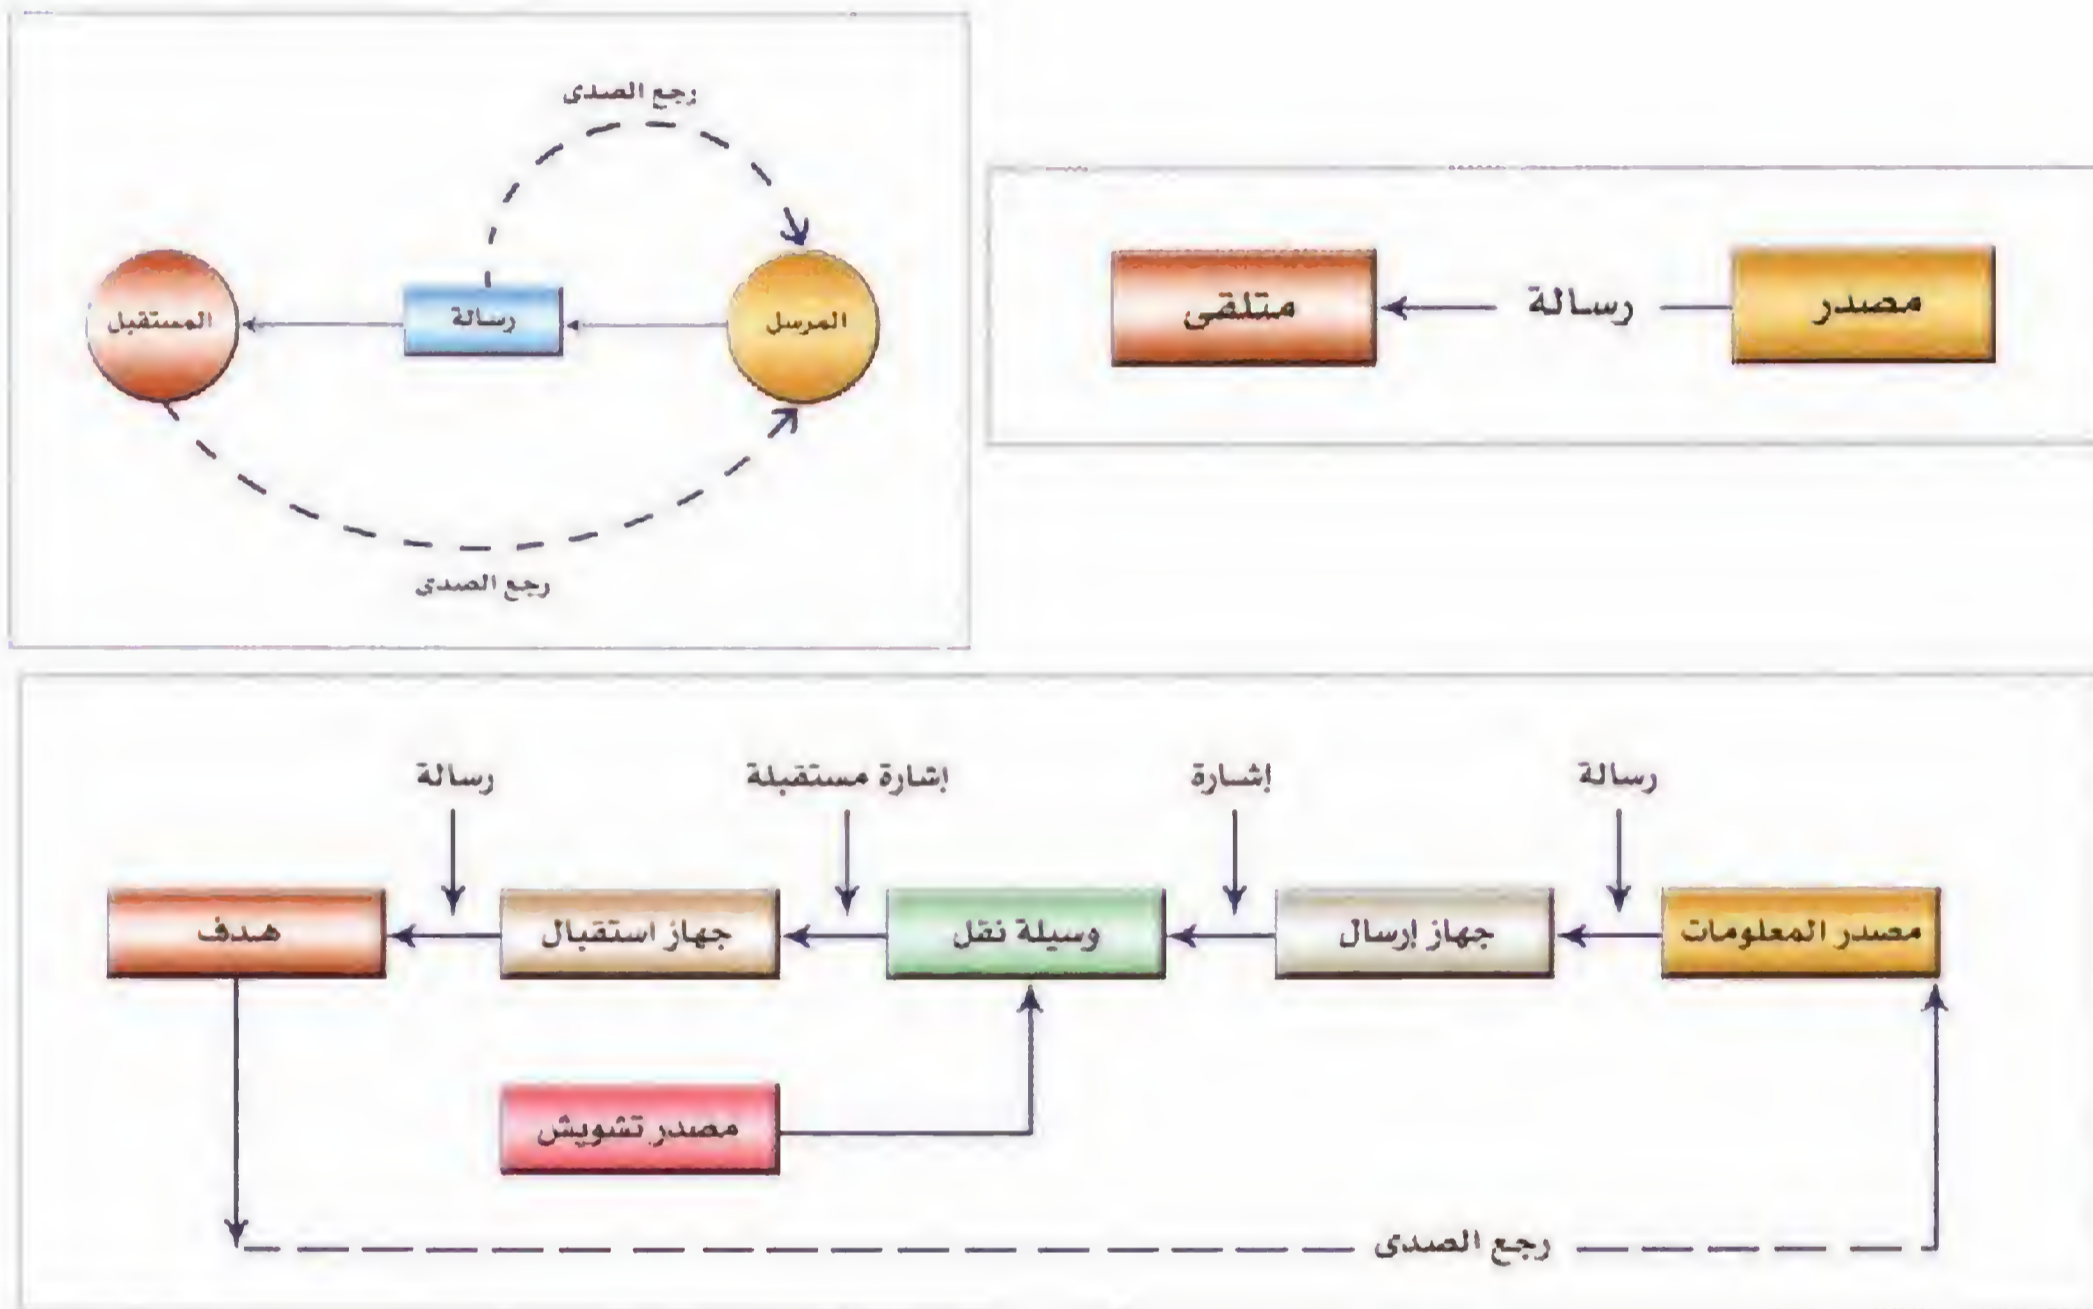 مصدر
رسالة
متلقى
رجع الصدى
المرسل
رسالة
المستقبل
رجع الصدى
رسالة
إشارة
إشارة مستقبلة
رسالة
مصدر المعلومات
جهاز إرسال
وسيلة نقل
جهاز استقبال
هدف
مصدر تشويش
رجع الصدى